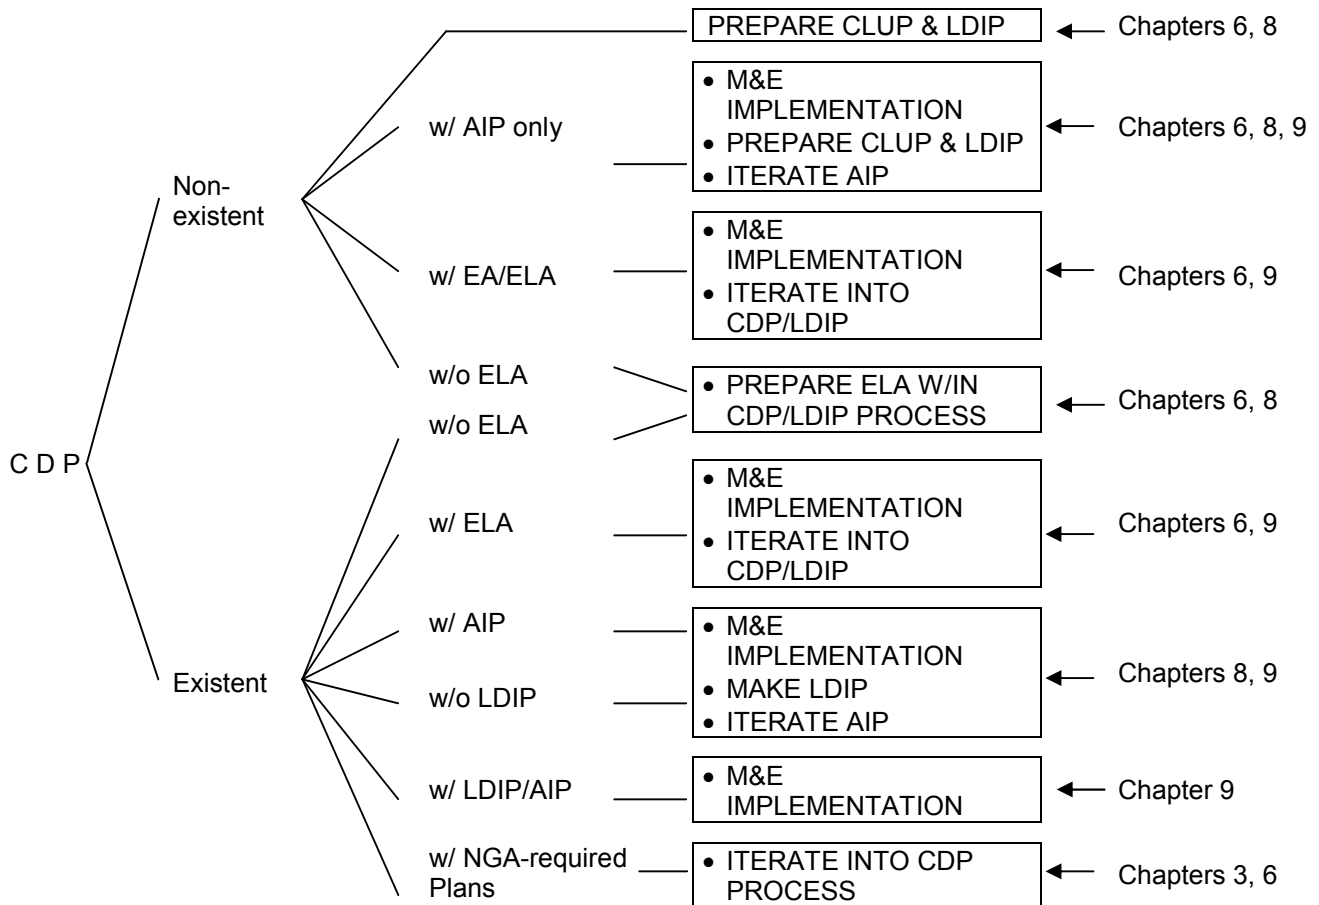 PREPARE CLUP & LDIP
Chapters 6, 8
w/ AIP only
• M&E
IMPLEMENTATION
• PREPARE CLUP & LDIP
• ITERATE AIP
Chapters 6, 8, 9
Non-
existent
w/ EA/ELA
• M&E
IMPLEMENTATION
• ITERATE INTO
CDP/LDIP
Chapters 6, 9
w/o ELA
w/o ELA
• PREPARE ELA W/IN
CDP/LDIP PROCESS
Chapters 6, 8
C D P
w/ ELA
• M&E
IMPLEMENTATION
• ITERATE INTO
CDP/LDIP
Chapters 6, 9
Existent
w/ AIP
w/o LDIP
• M&E
IMPLEMENTATION
• MAKE LDIP
• ITERATE AIP
Chapters 8, 9
w/ LDIP/AIP
• M&E
IMPLEMENTATION
Chapter 9
w/ NGA-required
Plans
• ITERATE INTO CDP
PROCESS
Chapters 3, 6